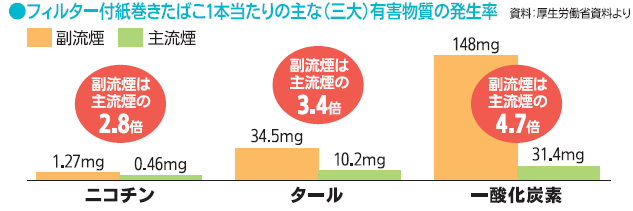 ●フィルター付紙巻きたばこ1本当たりの主な(三大)有害物質の発生率 資料:厚生労働省資料より
副流煙 主流煙
副流煙は
主流煙の
2.8倍
1.27mg 0.46mg
ニコチン
副流煙は
主流煙の
3.4倍
34.5mg 10.2mg
タール
148mg
副流煙は
主流煙の
4.7倍
31.4mg
一酸化炭素